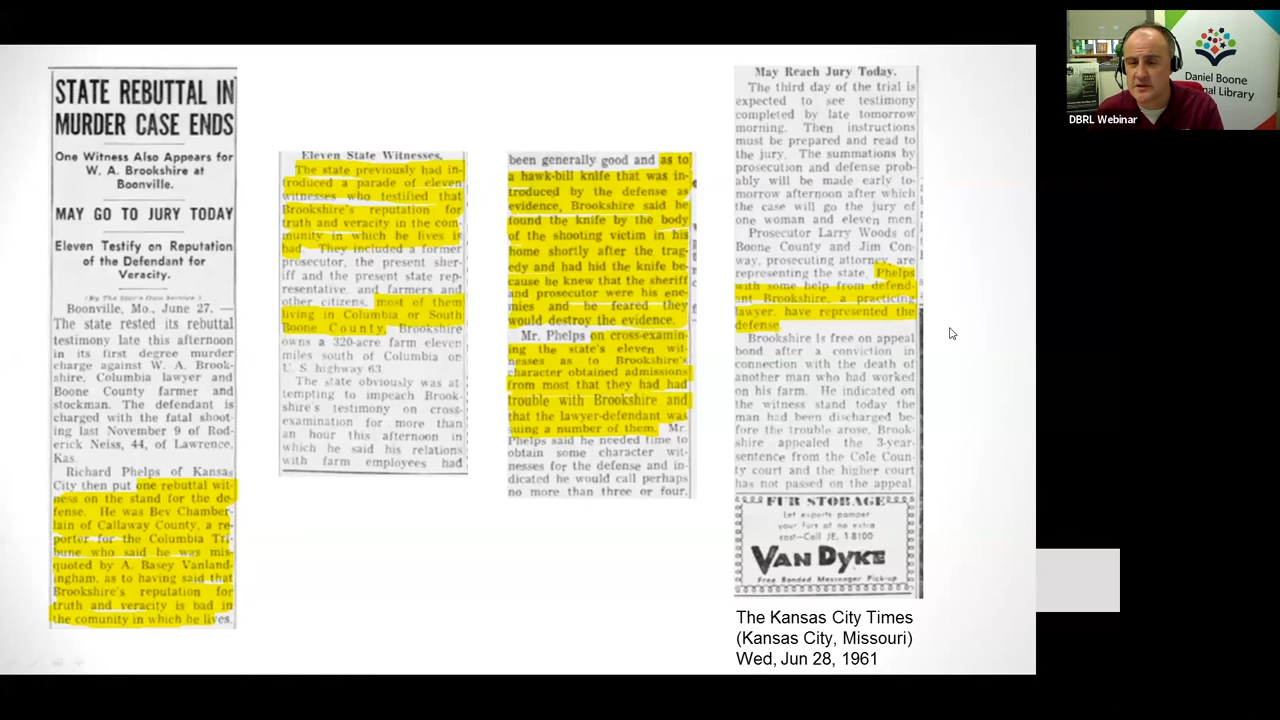 STATE REBUTTAL IN
MURDER CASE ENDS
One Witness Also Appears for
W. A. Brookshire at
Boonville.
MAY GO TO JURY TODAY
Eleven Testify on Reputation
of the Defendant for
Veracity.
(By The Star's Own Service)
Boonville, Mo., June 27. —
The state rested its rebuttal
testimony late this afternoon
in its first degree murder
charge against W. A. Brook-
shire, Columbia lawyer and
Boone County farmer and
stockman. The defendant is
charged with the fatal shoot-
ing last November 9 of Rod-
erick Neiss, 44, of Lawrence,
Kas.
Richard Phelps of Kansas
City then put one rebuttal wit-
ness on the stand for the de-
fense. He was Bev Chamber-
lain of Callaway County, a re-
porter for the Columbia Tri-
bune who said he was mis-
quoted by A. Basey Vanland-
ingham, as to having said that
Brookshire's reputation for
truth and veracity is bad in
the comunity in which he lives.
Eleven State Witnesses.
The state previously had in-
troduced a parade of eleven
witnesses who testified that
Brookshire's reputation for
truth and veracity in the com-
munity in which he lives is
bad. They included a former
prosecutor, the present sher-
iff and the present state rep-
resentative, and farmers and
other citizens, most of them
living in Columbia or South
Boone County. Brookshire
owns a 320-acre farm eleven
miles south of Columbia on
U. S. highway 63.
The state obviously was at-
tempting to impeach Brook-
shire's testimony on cross-
examination for more than
an hour this afternoon in
which he said his relations
with farm employees had
been generally good and as to
a hawk-bill knife that was in-
troduced by the defense as
evidence, Brookshire said he
found the knife by the body
of the shooting victim in his
home shortly after the trag-
edy and had hid the knife be-
cause he knew that the sheriff
and prosecutor were his ene-
mies and he feared they
would destroy the evidence.
Mr. Phelps on cross-examin-
ing the state's eleven wit-
nesses as to Brookshire's
character obtained admissions
from most that they had had
trouble with Brookshire and
that the lawyer-defendant was
suing a number of them. Mr.
Phelps said he needed time to
obtain some character wit-
nesses for the defense and in-
dicated he would call perhaps
no more than three or four.
May Reach Jury Today.
The third day of the trial is
expected to see testimony
completed by late tomorrow
morning. Then instructions
must be prepared and read to
the jury. The summations by
prosecution and defense prob-
ably will be made early to-
morrow afternoon after which
the case will go the jury of
one woman and eleven men.
Prosecutor Larry Woods of
Boone County and Jim Con-
way, prosecuting attorney, are
representing the state. Phelps
with some help from defend-
ent Brookshire, a practicing
lawyer, have represented the
defense.
Brookshire is free on appeal
bond after a conviction in
connection with the death of
another man who had worked
on his farm. He indicated on
the witness stand today the
man had been discharged be-
fore the trouble arose. Brook-
shire appealed the 3-year
sentence from the Cole Coun-
ty court and the higher court
has not passed on the appeal.
FUR STORAGE
Let experts pamper
your furs at no extra
cost—Call JE. 1-8100
VAN DYKE
Free Bonded Messenger Pick-up
The Kansas City Times
(Kansas City, Missouri)
Wed, Jun 28, 1961
Daniel Boone
nal Library
DBRL Webinar